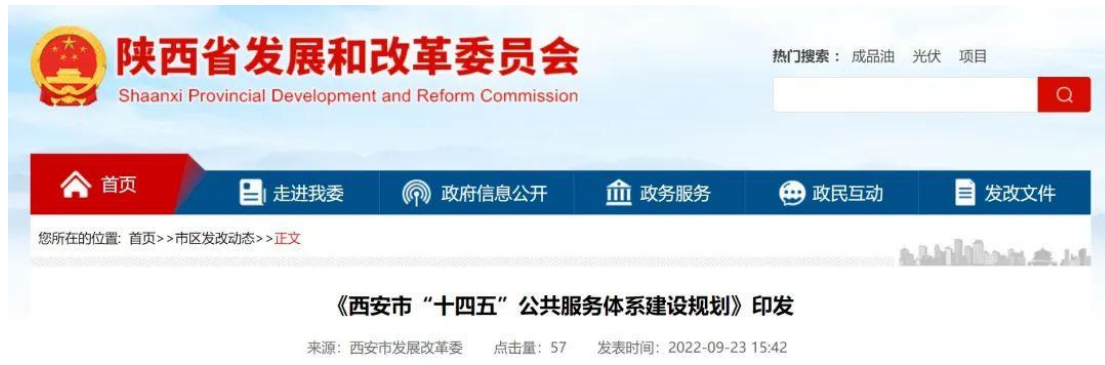 陕西省发展和改革委员会
Shaanxi Provincial Development and Reform Commission
热门搜索： 成品油 光伏 项目
首页 走进我委 政府信息公开 政务服务 政民互动 发改文件
您所在的位置: 首页>>市区发改动态>>正文
《西安市“十四五”公共服务体系建设规划》印发
来源: 西安市发展改革委 点击量: 57 发表时间: 2022-09-23 15:42